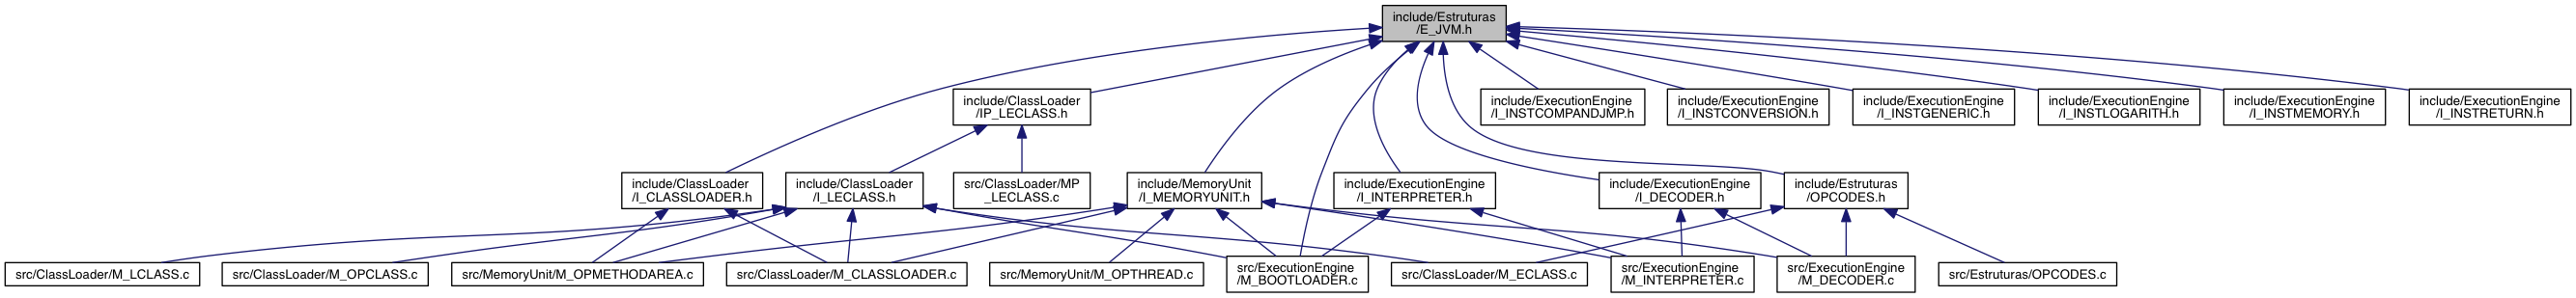 include/Estruturas
/E_JVM.h
include/ClassLoader
/IP_LECLASS.h
include/ExecutionEngine
/I_INSTCOMPANDJMP.h
include/ExecutionEngine
/I_INSTCONVERSION.h
include/ExecutionEngine
/I_INSTGENERIC.h
include/ExecutionEngine
/I_INSTLOGARITH.h
include/ExecutionEngine
/I_INSTMEMORY.h
include/ExecutionEngine
/I_INSTRETURN.h
include/ClassLoader
/I_CLASSLOADER.h
include/ClassLoader
/I_LECLASS.h
src/ClassLoader/MP
_LECLASS.c
include/MemoryUnit
/I_MEMORYUNIT.h
include/ExecutionEngine
/I_INTERPRETER.h
include/ExecutionEngine
/I_DECODER.h
include/Estruturas
/OPCODES.h
src/ClassLoader/M_LCLASS.c
src/ClassLoader/M_OPCLASS.c
src/MemoryUnit/M_OPMETHODAREA.c
src/ClassLoader/M_CLASSLOADER.c
src/MemoryUnit/M_OPTHREAD.c
src/ExecutionEngine
/M_BOOTLOADER.c
src/ClassLoader/M_ECLASS.c
src/ExecutionEngine
/M_INTERPRETER.c
src/ExecutionEngine
/M_DECODER.c
src/Estruturas/OPCODES.c